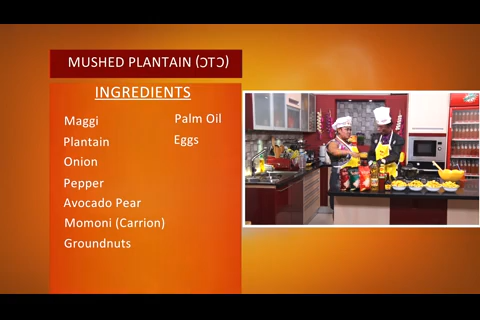 MUSHED PLANTAIN (ƆTƆ)
INGREDIENTS
Maggi
Plantain
Onion
Pepper
Avocado Pear
Momoni (Carrion)
Groundnuts
Palm Oil
Eggs